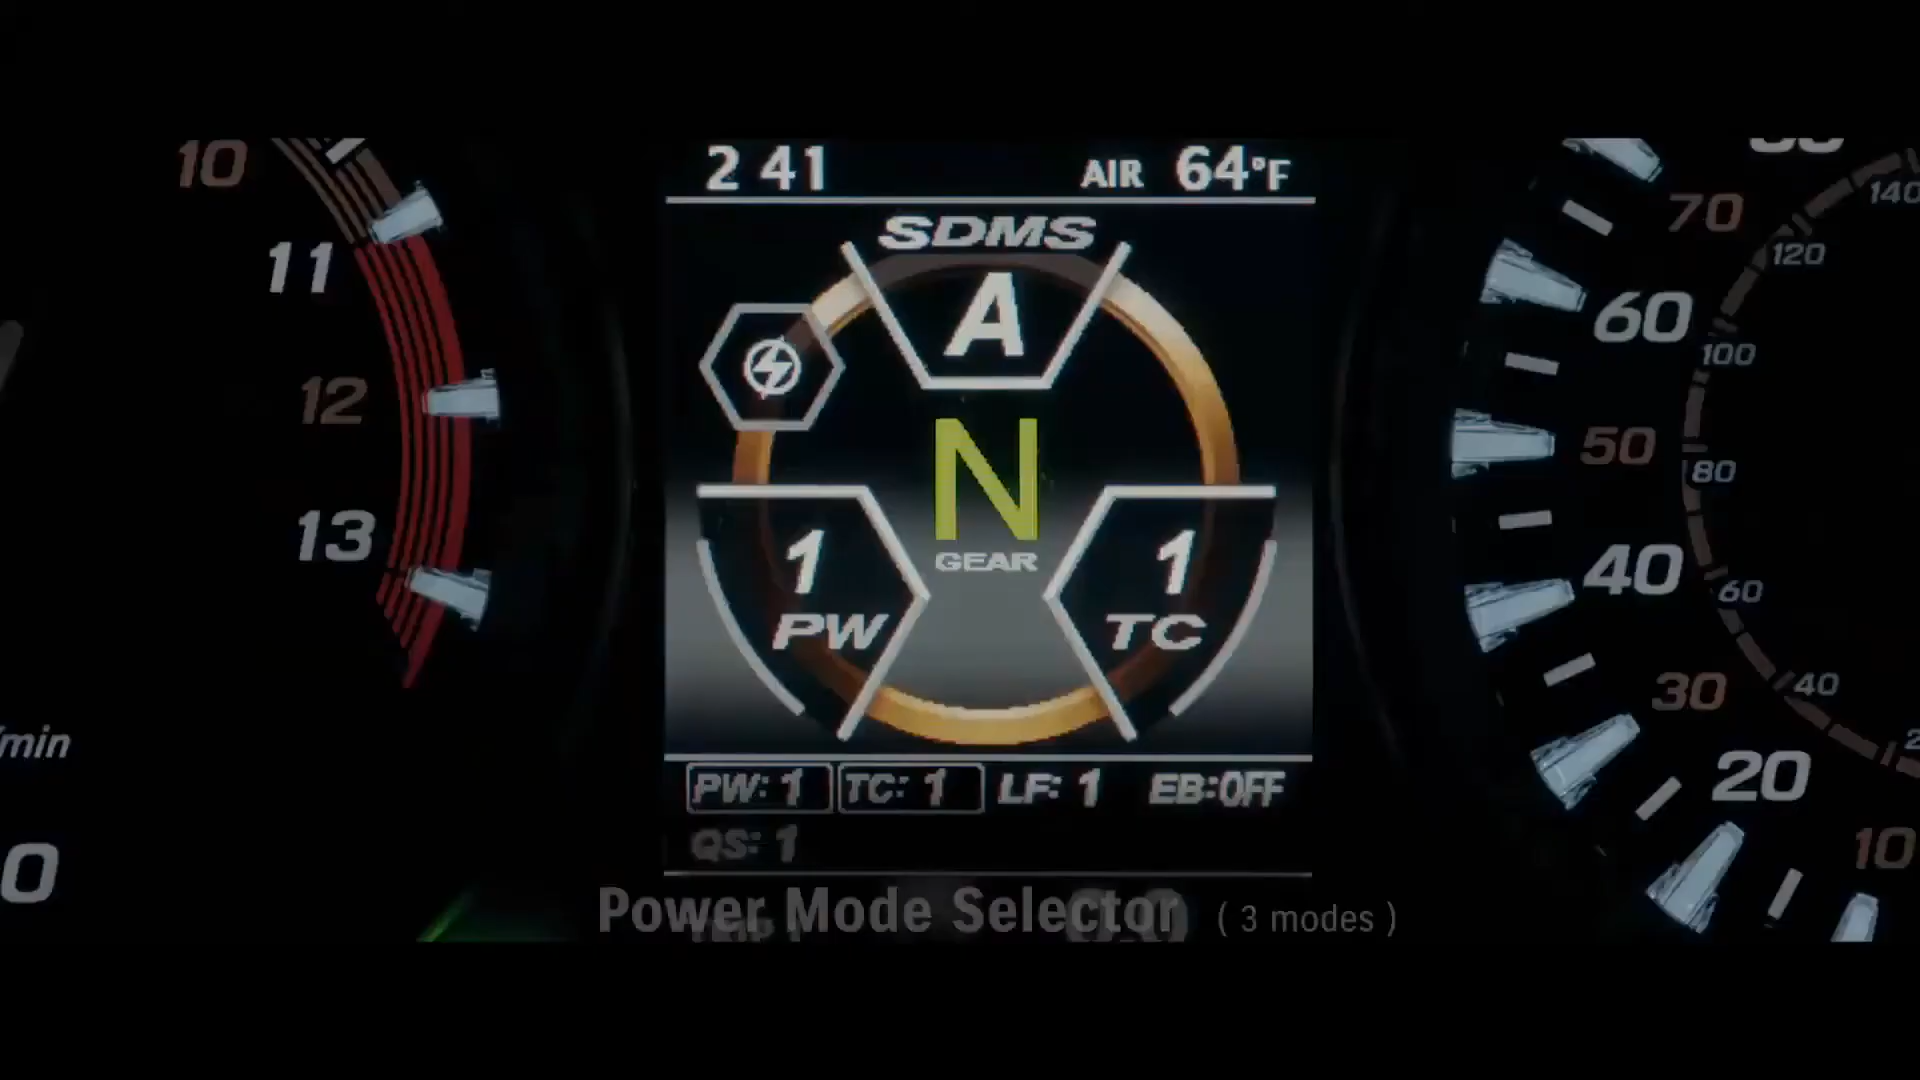 10
11
12
13
/min
0
2 41
AIR 64°F
SDMS
A
N
GEAR
1
PW
1
TC
PW: 1 TC: 1 LF: 1 EB:OFF
QS: 1
Power Mode Selector ( 3 modes )
70
60
50
40
30
20
10
140
120
100
80
60
40